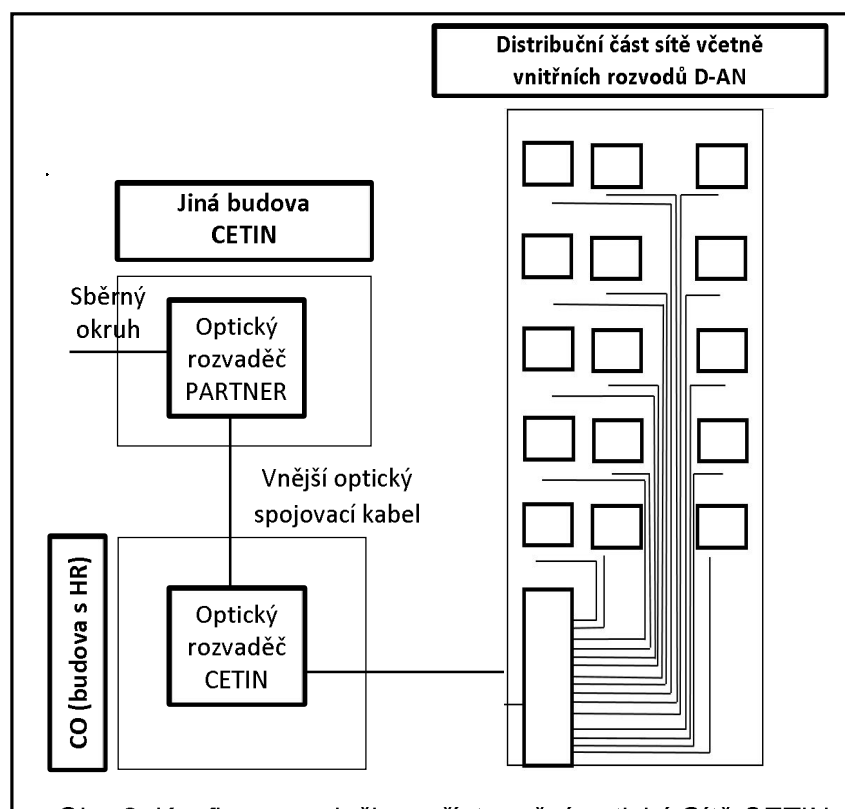 Distribuční část sítě včetně
vnitřních rozvodů D-AN
Jiná budova
CETIN
Sběrný
okruh
Optický
rozvaděč
PARTNER
Vnější optický
spojovací kabel
CO (budova s HR)
Optický
rozvaděč
CETIN